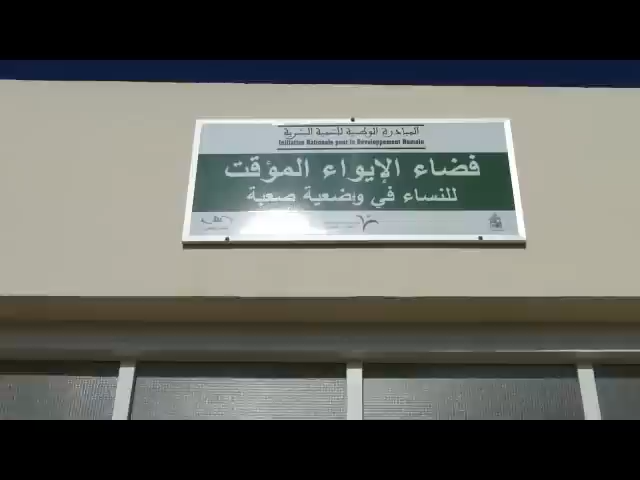 المبادرة الوطنية للتنمية البشرية
Initiative Nationale pour le Développement Humain
فضاء الإيواء المؤقت
للنساء في وضعية صعبة